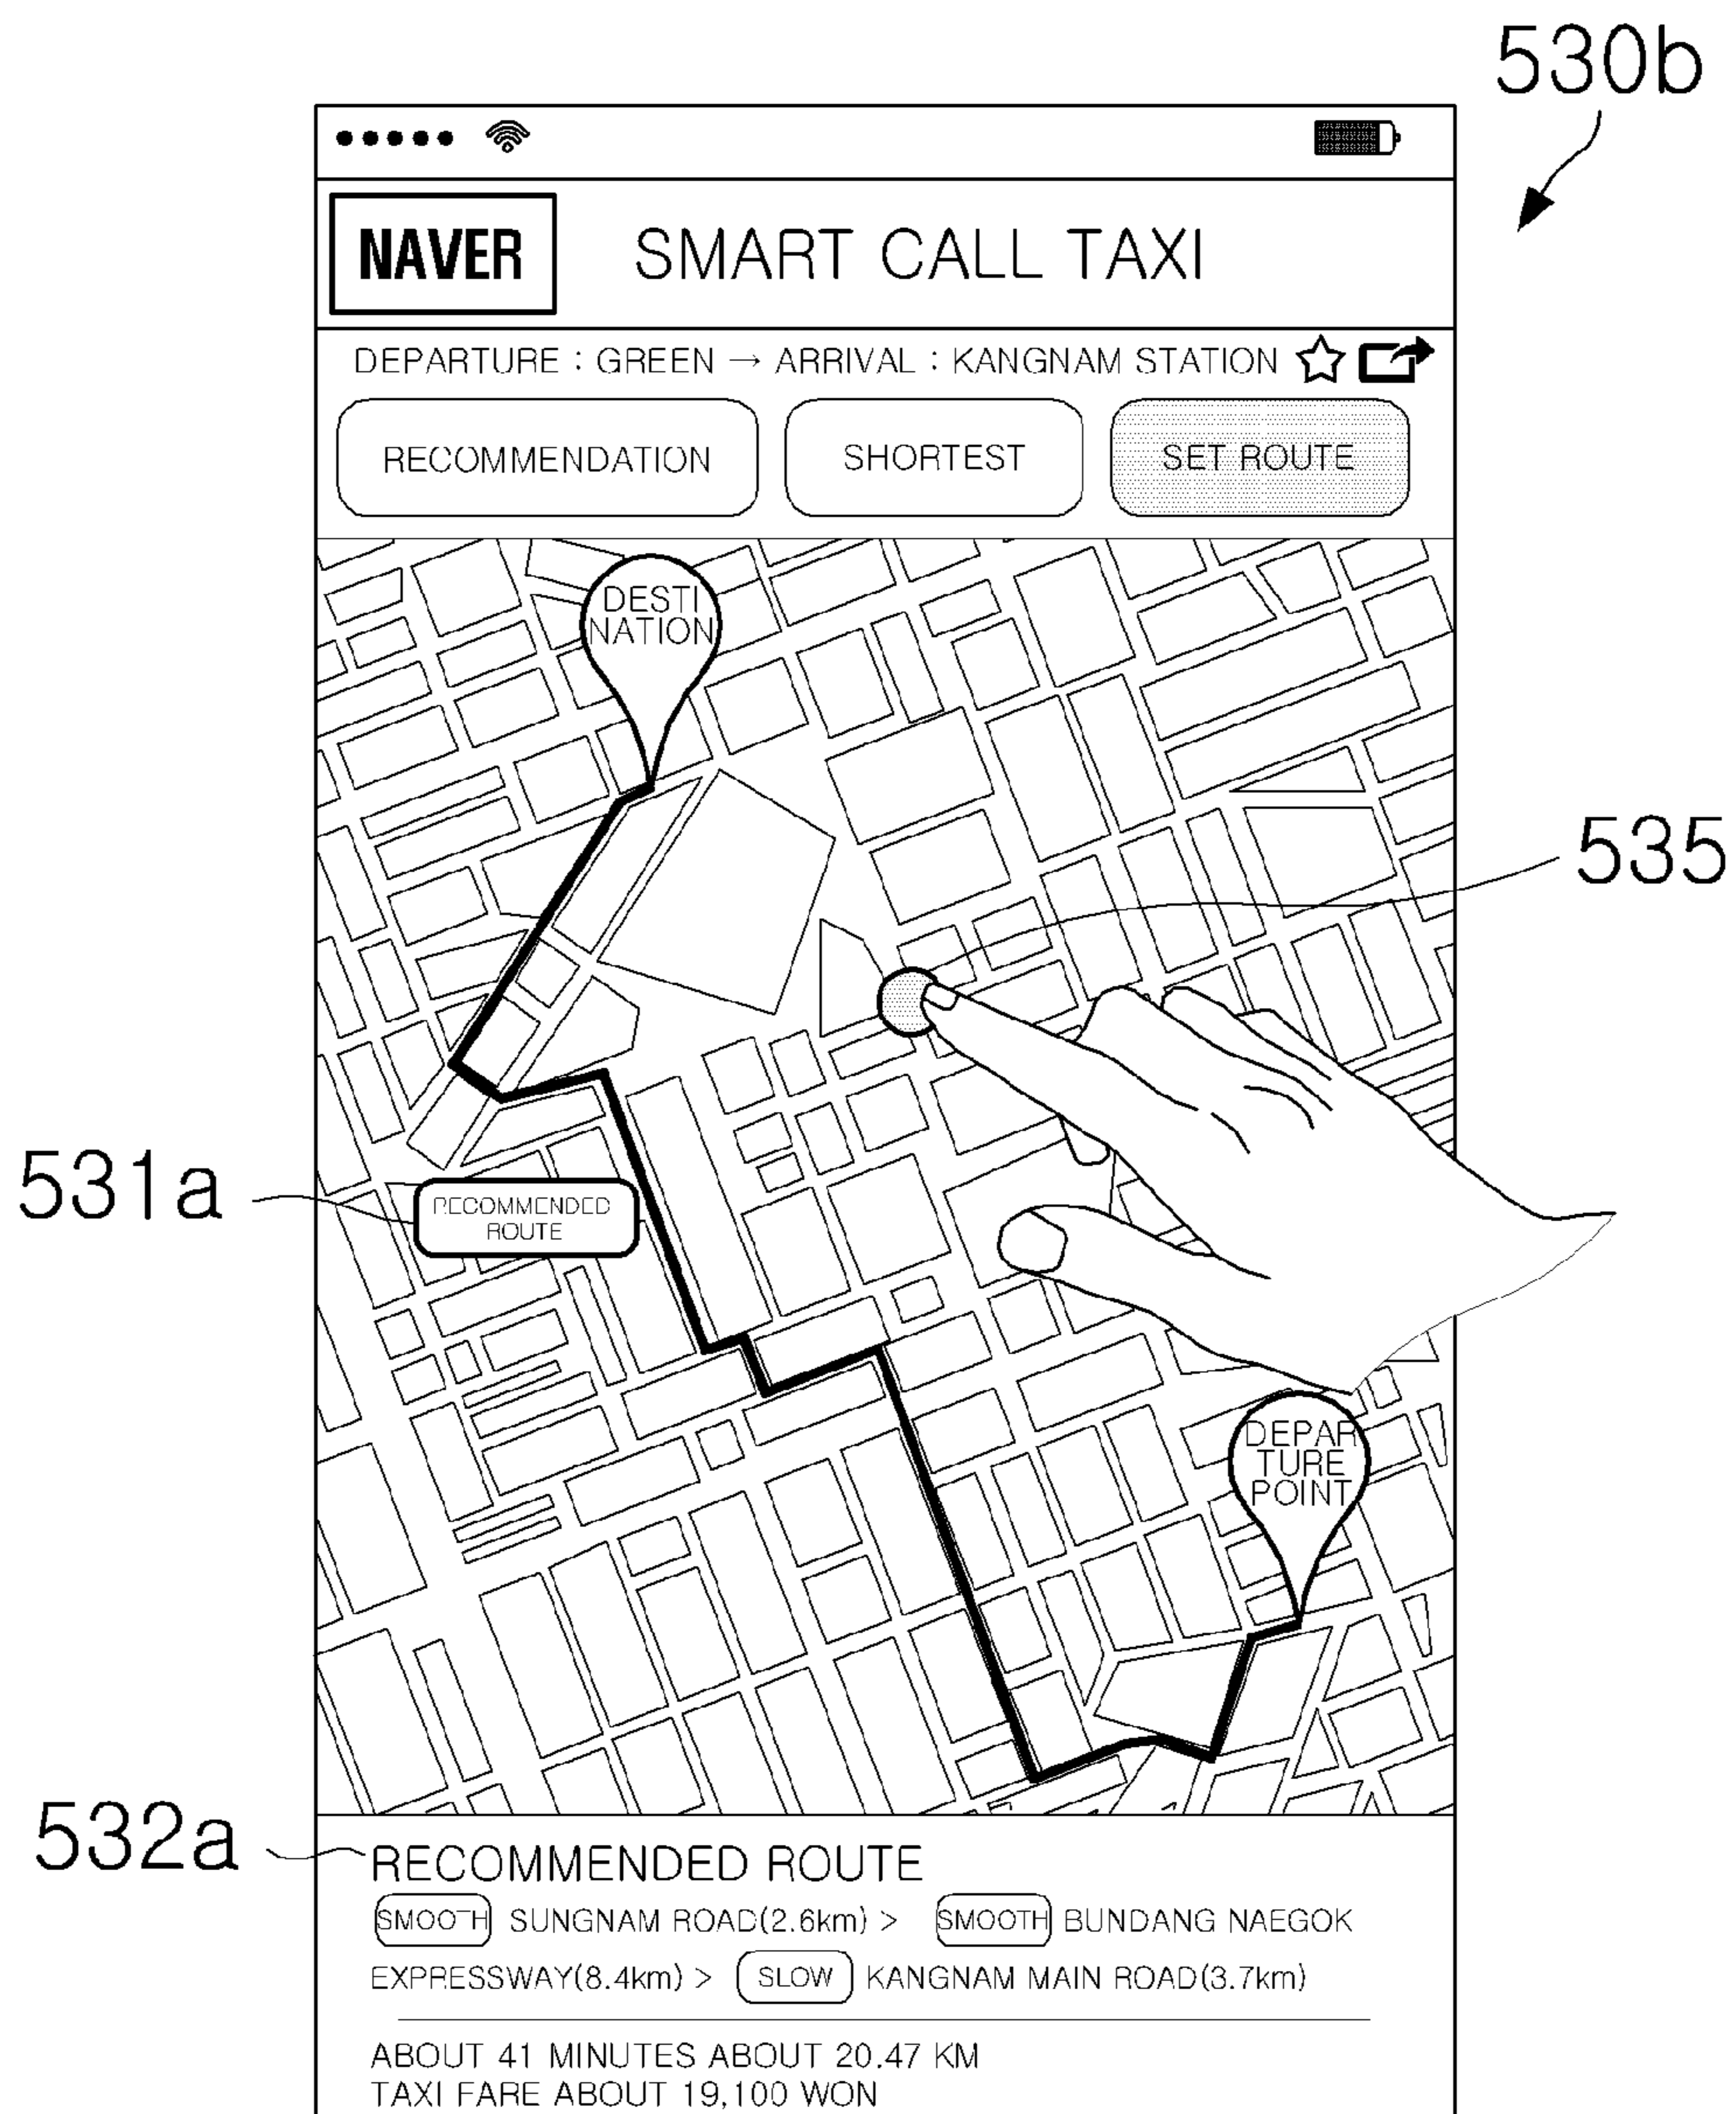 530b
NAVER SMART CALL TAXI
DEPARTURE : GREEN → ARRIVAL : KANGNAM STATION
RECOMMENDATION SHORTEST SET ROUTE
DESTI
NATION
535
531a
RECOMMENDED
ROUTE
DEPAR
TURE
POINT
532a
RECOMMENDED ROUTE
SMOOTH SUNGNAM ROAD(2.6km) > SMOOTH BUNDANG NAEGOK
EXPRESSWAY(8.4km) > SLOW KANGNAM MAIN ROAD(3.7km)
ABOUT 41 MINUTES ABOUT 20.47 KM
TAXI FARE ABOUT 19,100 WON